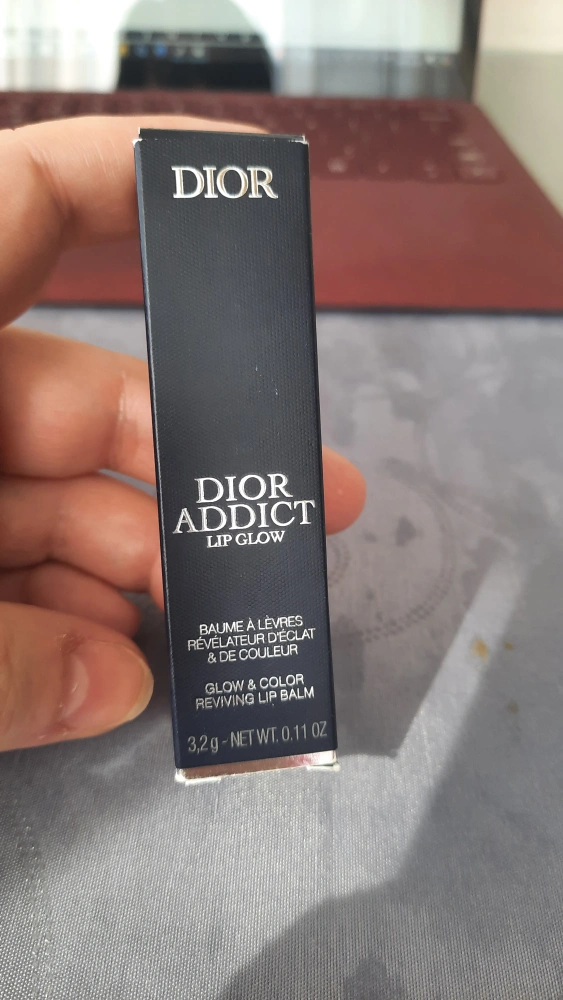 DIOR
DIOR
ADDICT
LIP GLOW
BAUME À LÈVRES
RÉVÉLATEUR D'ÉCLAT
& DE COULEUR
GLOW & COLOR
REVIVING LIP BALM
3,2 g - NET WT. 0.11 OZ